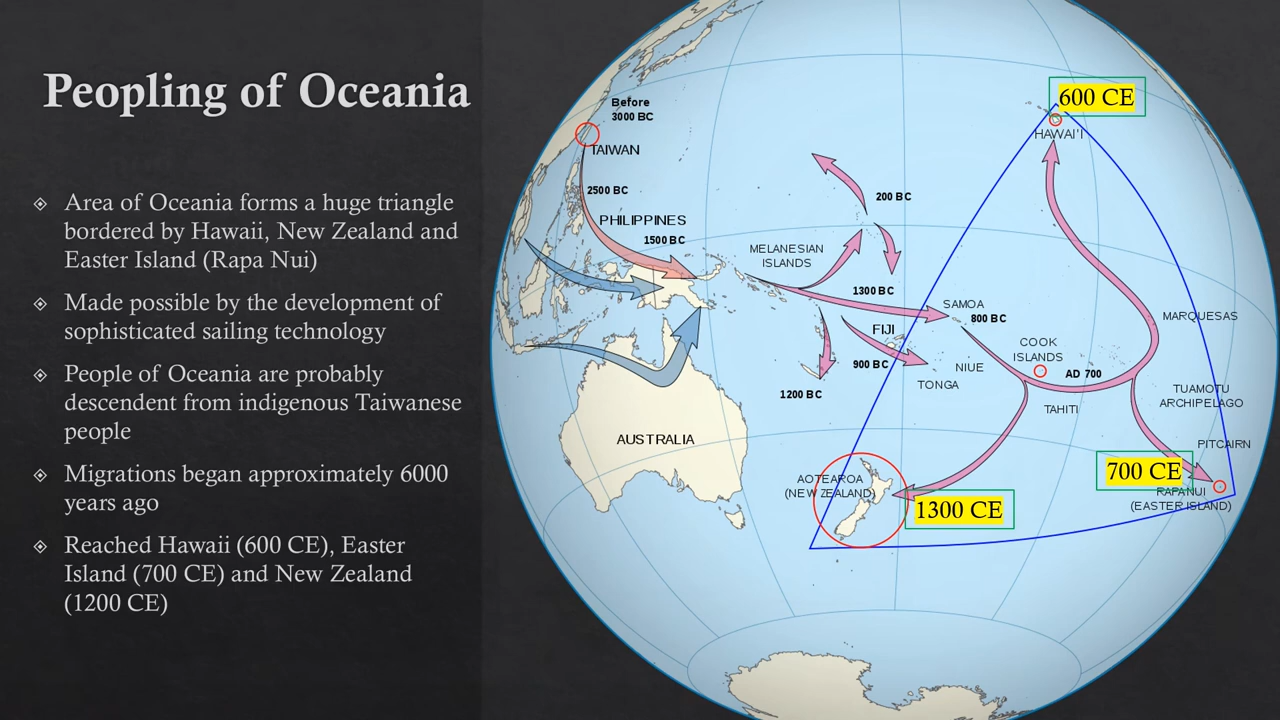 Peopling of Oceania
Area of Oceania forms a huge triangle
bordered by Hawaii, New Zealand and
Easter Island (Rapa Nui)
Made possible by the development of
sophisticated sailing technology
People of Oceania are probably
descendent from indigenous Taiwanese
people
Migrations began approximately 6000
years ago
Reached Hawaii (600 CE), Easter
Island (700 CE) and New Zealand
(1200 CE)
600 CE
Before
3000 BC
HAWAI'I
TAIWAN
2500 BC
200 BC
PHILIPPINES
1500 BC
MELANESIAN
ISLANDS
1300 BC
SAMOA
800 BC
MARQUESAS
FIJI
COOK
ISLANDS
900 BC
NIUE
AD 700
TONGA
1200 BC
TUAMOTU
ARCHIPELAGO
TAHITI
AUSTRALIA
PITCAIRN
700 CE
AOTEAROA
(NEW ZEALAND)
RAPA NUI
(EASTER ISLAND)
1300 CE